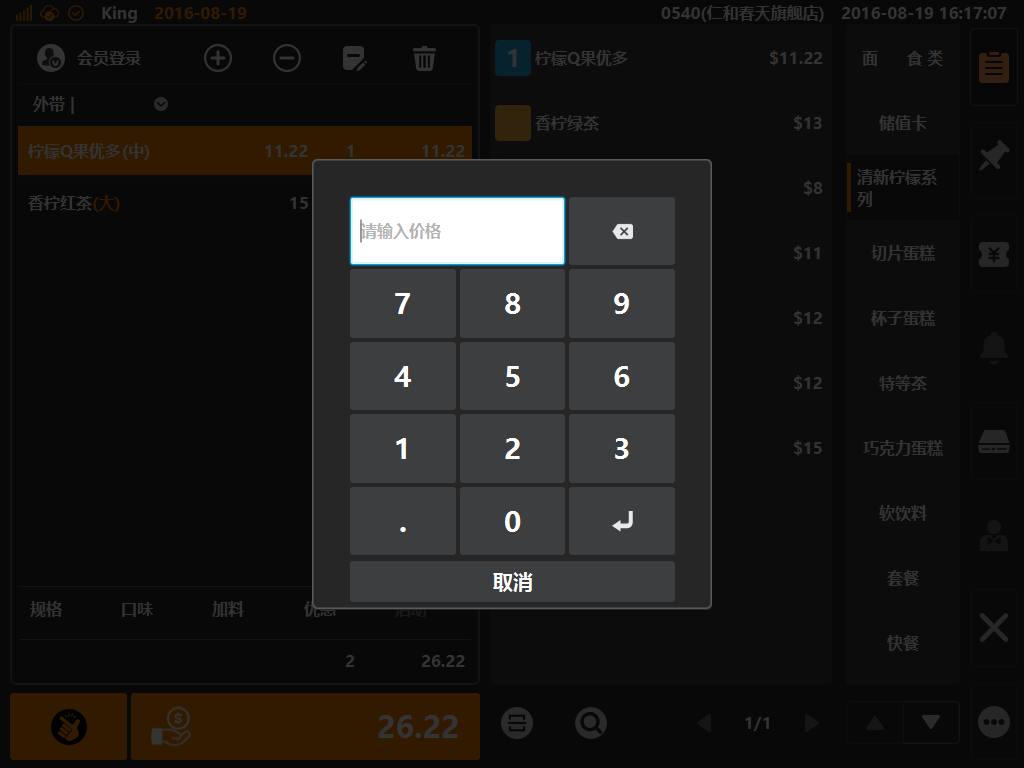 King 2016-08-19 0540(仁和春天旗舰店) 2016-08-19 16:17:07
会员登录
外带 |
柠檬Q果优多(中) 11.22 1 11.22
香柠红茶(大) 15
1 柠檬Q果优多 $11.22
香柠绿茶 $13
$8
$11
$12
$12
$15
面 食 类
储值卡
清新柠檬系
列
切片蛋糕
杯子蛋糕
特等茶
巧克力蛋糕
软饮料
套餐
快餐
请输入价格
7 8 9
4 5 6
1 2 3
. 0
取消
规格 口味 加料 优惠 活动
2 26.22
26.22
1/1